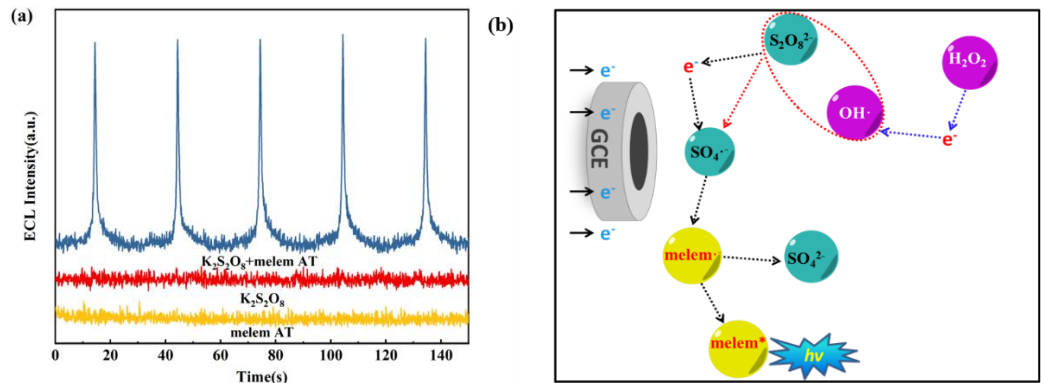 (a)
ECL Intensity(a.u.)
K₂S₂O₈+melem AT
K₂S₂O₈
melem AT
0 20 40 60 80 100 120 140
Time(s)
(b)
S₂O₈²⁻
H₂O₂
e⁻
e⁻
OH·
e⁻
e⁻
GCE
SO₄·⁻
e⁻
e⁻
melem·
SO₄²⁻
melem*
hν